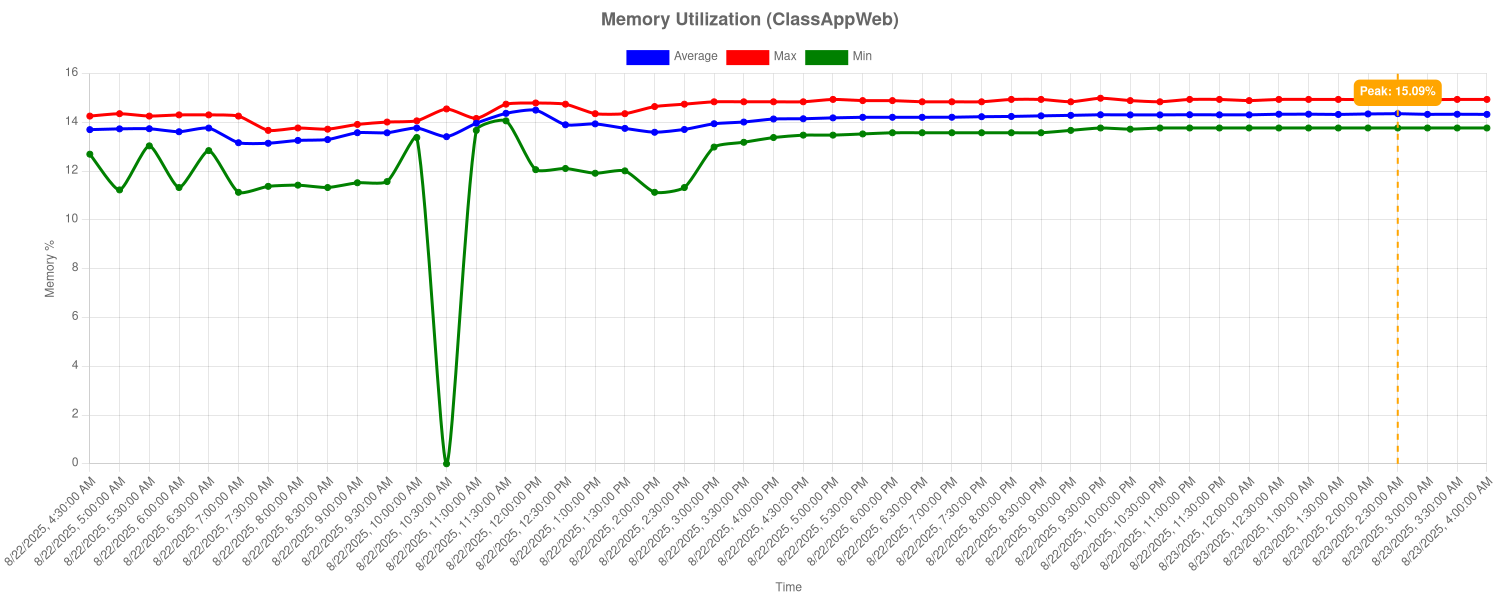 Memory Utilization (ClassAppWeb)
Average Max Min
Peak: 15.09%
16
14
12
10
8
6
4
2
0
Memory %
8/22/2025, 4:30:00 AM
8/22/2025, 5:00:00 AM
8/22/2025, 5:30:00 AM
8/22/2025, 6:00:00 AM
8/22/2025, 6:30:00 AM
8/22/2025, 7:00:00 AM
8/22/2025, 7:30:00 AM
8/22/2025, 8:00:00 AM
8/22/2025, 8:30:00 AM
8/22/2025, 9:00:00 AM
8/22/2025, 9:30:00 AM
8/22/2025, 10:00:00 AM
8/22/2025, 10:30:00 AM
8/22/2025, 11:00:00 AM
8/22/2025, 11:30:00 AM
8/22/2025, 12:00:00 PM
8/22/2025, 12:30:00 PM
8/22/2025, 1:00:00 PM
8/22/2025, 1:30:00 PM
8/22/2025, 2:00:00 PM
8/22/2025, 2:30:00 PM
8/22/2025, 3:00:00 PM
8/22/2025, 3:30:00 PM
8/22/2025, 4:00:00 PM
8/22/2025, 4:30:00 PM
8/22/2025, 5:00:00 PM
8/22/2025, 5:30:00 PM
8/22/2025, 6:00:00 PM
8/22/2025, 6:30:00 PM
8/22/2025, 7:00:00 PM
8/22/2025, 7:30:00 PM
8/22/2025, 8:00:00 PM
8/22/2025, 8:30:00 PM
8/22/2025, 9:00:00 PM
8/22/2025, 9:30:00 PM
8/22/2025, 10:00:00 PM
8/22/2025, 10:30:00 PM
8/22/2025, 11:00:00 PM
8/22/2025, 11:30:00 PM
8/23/2025, 12:00:00 AM
8/23/2025, 12:30:00 AM
8/23/2025, 1:00:00 AM
8/23/2025, 1:30:00 AM
8/23/2025, 2:00:00 AM
8/23/2025, 2:30:00 AM
8/23/2025, 3:00:00 AM
8/23/2025, 3:30:00 AM
8/23/2025, 4:00:00 AM
Time